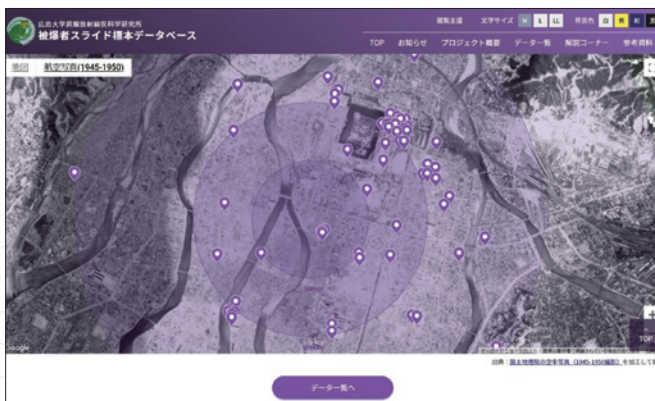 広島大学原爆放射線医科学研究所
閲覧支援 文字サイズ M L LL 背景色 白 黄 紺 黒
被爆者スライド標本データベース
TOP お知らせ プロジェクト概要 データ一覧 解説コーナー 参考資料
地図 航空写真(1945-1950)
Google
TOP
出典:国土地理院の空中写真(1945-1950撮影)を加工して
データ一覧へ